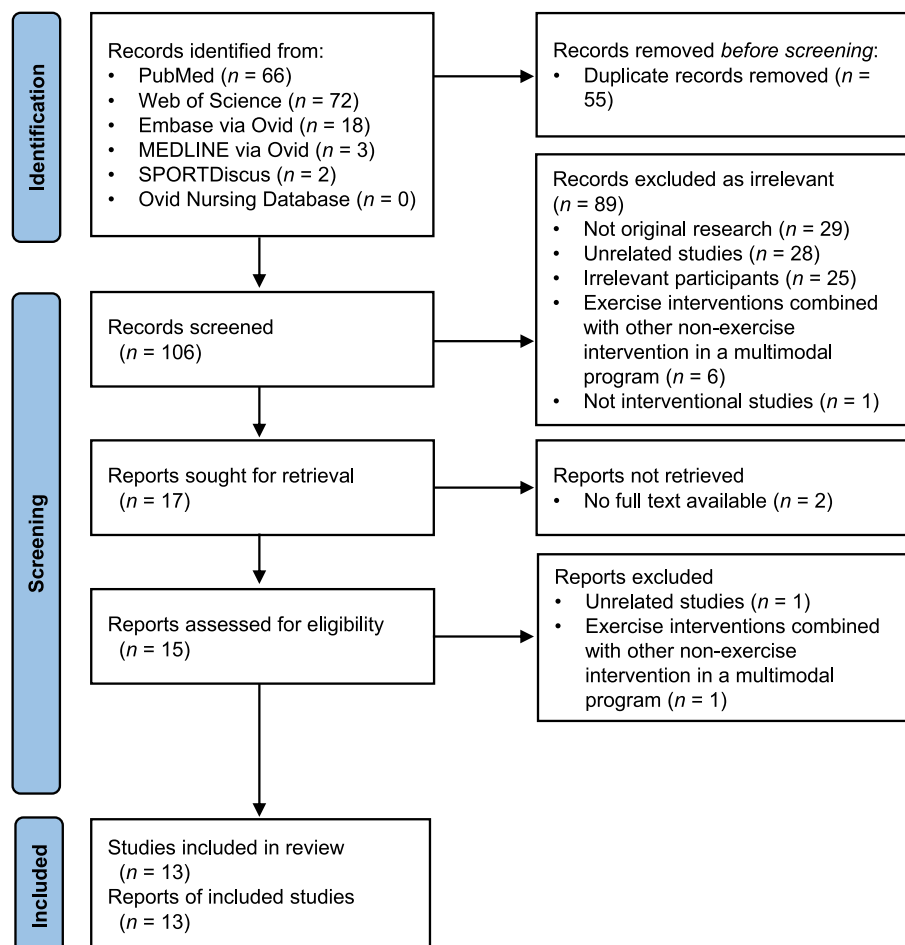 Identification
Records identified from:
• PubMed (n = 66)
• Web of Science (n = 72)
• Embase via Ovid (n = 18)
• MEDLINE via Ovid (n = 3)
• SPORTDiscus (n = 2)
• Ovid Nursing Database (n = 0)
Records removed before screening:
• Duplicate records removed (n =
55)
Screening
Records screened
(n = 106)
Records excluded as irrelevant
(n = 89)
• Not original research (n = 29)
• Unrelated studies (n = 28)
• Irrelevant participants (n = 25)
• Exercise interventions combined
with other non-exercise
intervention in a multimodal
program (n = 6)
• Not interventional studies (n = 1)
Reports sought for retrieval
(n = 17)
Reports not retrieved
• No full text available (n = 2)
Reports assessed for eligibility
(n = 15)
Reports excluded
• Unrelated studies (n = 1)
• Exercise interventions combined
with other non-exercise
intervention in a multimodal
program (n = 1)
Included
Studies included in review
(n = 13)
Reports of included studies
(n = 13)